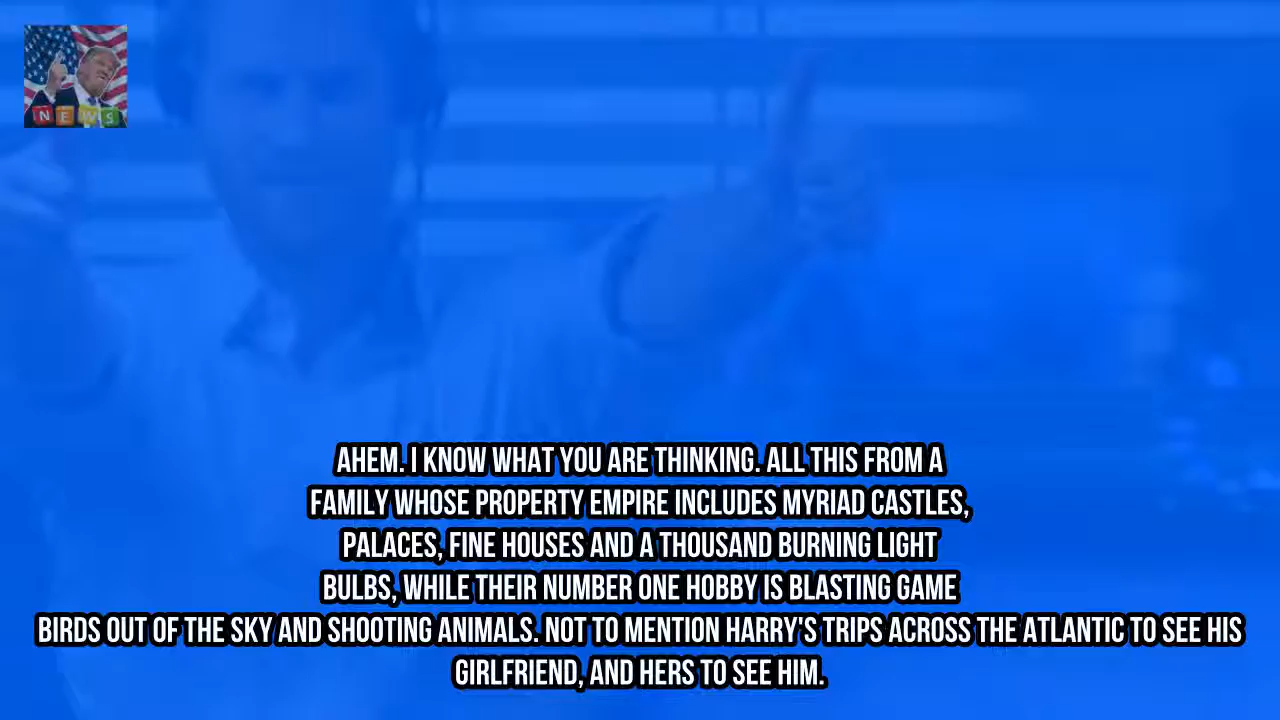 NEWS
AHEM. I KNOW WHAT YOU ARE THINKING. ALL THIS FROM A
FAMILY WHOSE PROPERTY EMPIRE INCLUDES MYRIAD CASTLES,
PALACES, FINE HOUSES AND A THOUSAND BURNING LIGHT
BULBS, WHILE THEIR NUMBER ONE HOBBY IS BLASTING GAME
BIRDS OUT OF THE SKY AND SHOOTING ANIMALS. NOT TO MENTION HARRY'S TRIPS ACROSS THE ATLANTIC TO SEE HIS
GIRLFRIEND, AND HERS TO SEE HIM.